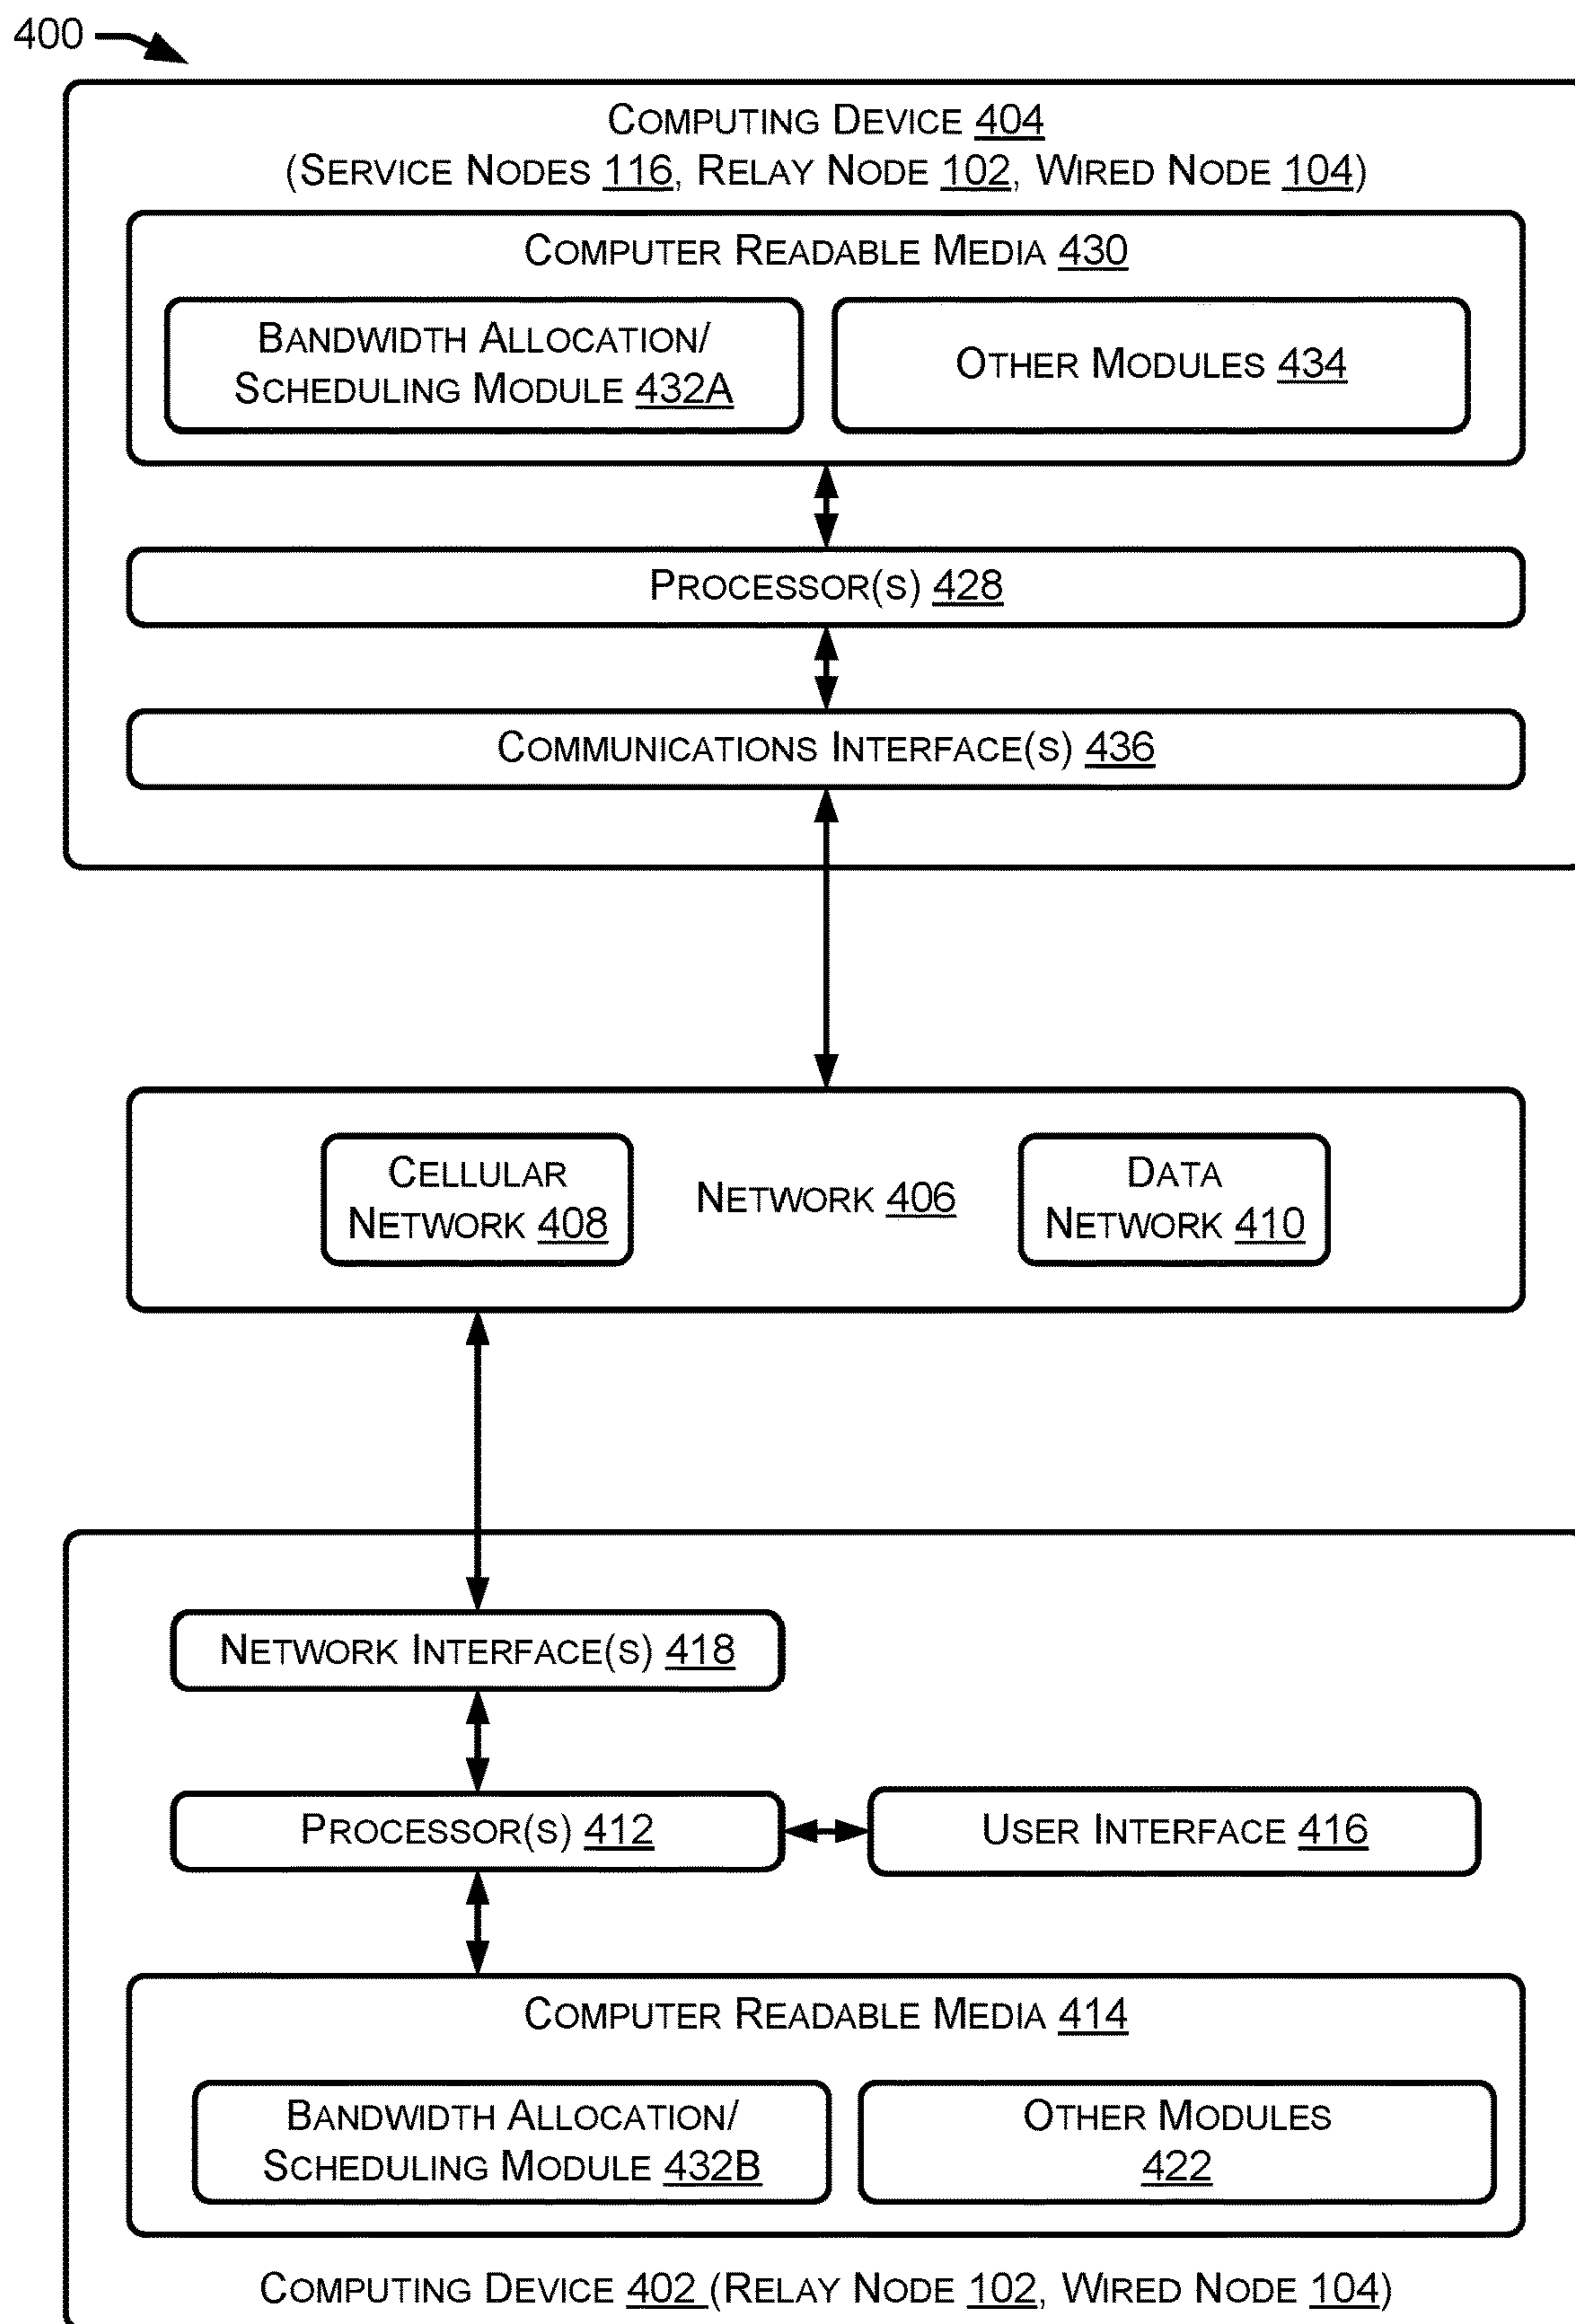 400
COMPUTING DEVICE 404
(SERVICE NODES 116, RELAY NODE 102, WIRED NODE 104)
COMPUTER READABLE MEDIA 430
BANDWIDTH ALLOCATION/
SCHEDULING MODULE 432A
OTHER MODULES 434
PROCESSOR(S) 428
COMMUNICATIONS INTERFACE(S) 436
CELLULAR
NETWORK 408
NETWORK 406
DATA
NETWORK 410
NETWORK INTERFACE(S) 418
PROCESSOR(S) 412
USER INTERFACE 416
COMPUTER READABLE MEDIA 414
BANDWIDTH ALLOCATION/
SCHEDULING MODULE 432B
OTHER MODULES
422
COMPUTING DEVICE 402 (RELAY NODE 102, WIRED NODE 104)